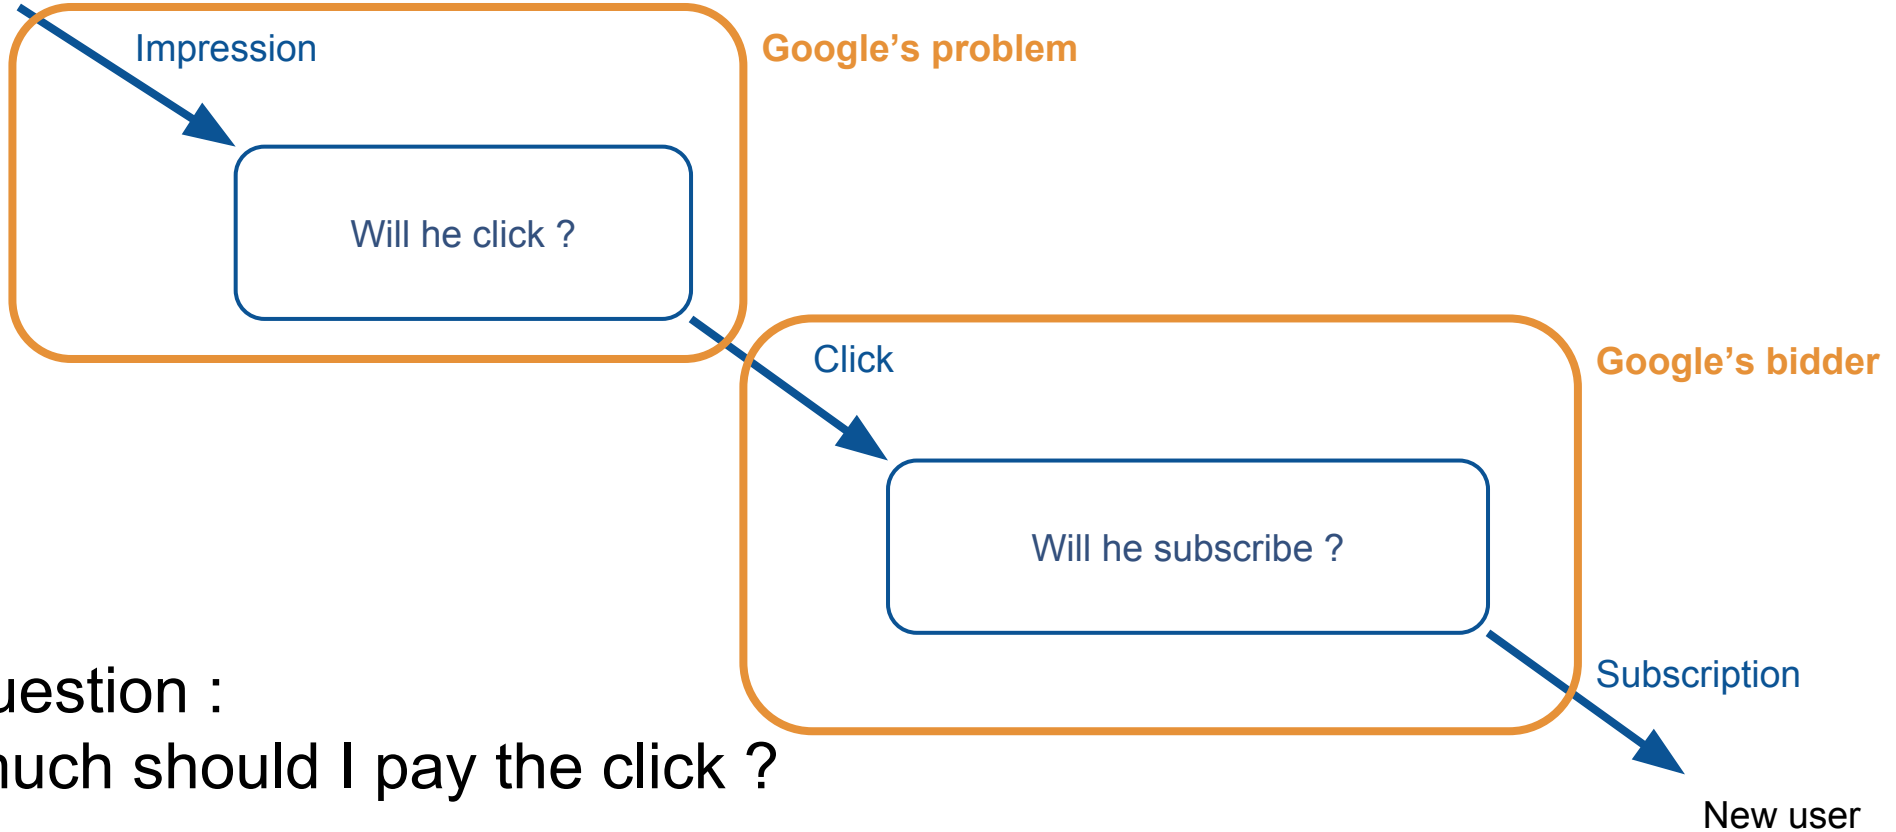 Impression
Google’s problem
Will he click ?
Click
Google’s bidder
Will he subscribe ?
Subscription
uestion :
much should I pay the click ?
New user